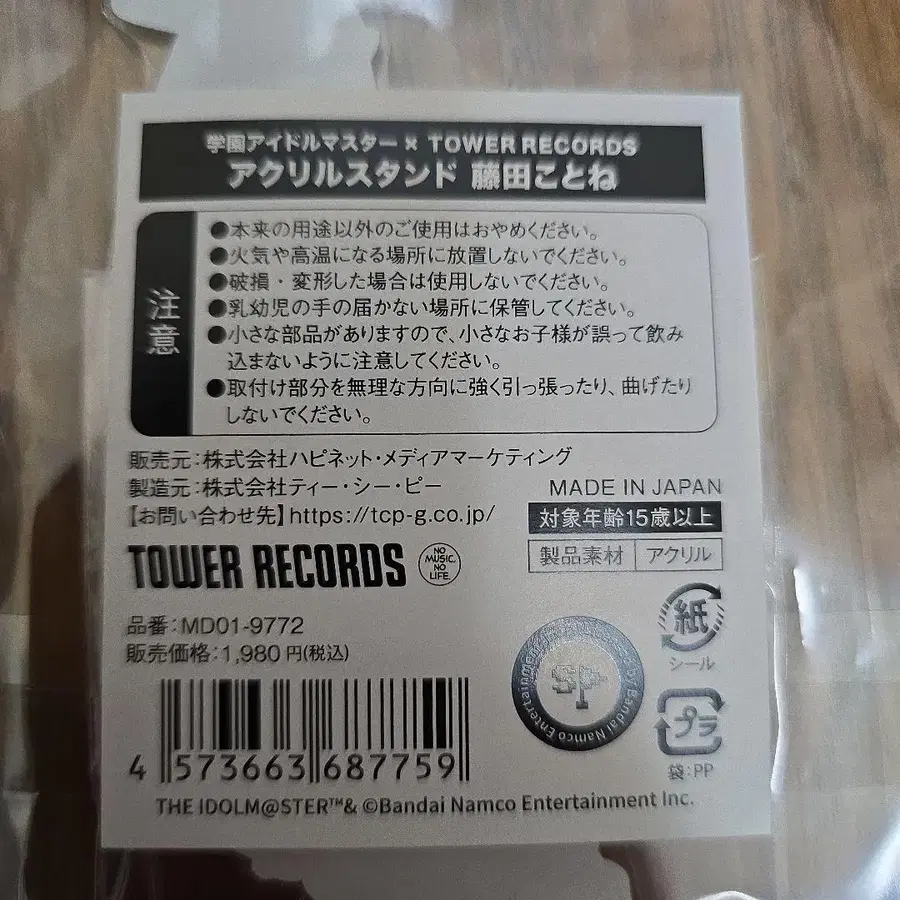 学園アイドルマスター × TOWER RECORDS
アクリルスタンド 藤田ことね
注意
●本来の用途以外のご使用はおやめください。
●火気や高温になる場所に放置しないでください。
●破損・変形した場合は使用しないでください。
●乳幼児の手の届かない場所に保管してください。
●小さな部品がありますので、小さなお子様が誤って飲み
込まないように注意してください。
●取付け部分を無理な方向に強く引っ張ったり、曲げたり
しないでください。
販売元：株式会社ハピネット・メディアマーケティング
製造元：株式会社ティー・シー・ピー
MADE IN JAPAN
【お問い合わせ先】https://tcp-g.co.jp/
対象年齢15歳以上
TOWER RECORDS
NO
MUSIC.
NO
LIFE.
製品素材 アクリル
品番：MD01-9772
販売価格：1,980円(税込)
紙
シール
by Bandai Namco Entertainment
SP
プラ
袋：PP
4 573663 687759
THE IDOLM@STER™& ©Bandai Namco Entertainment Inc.